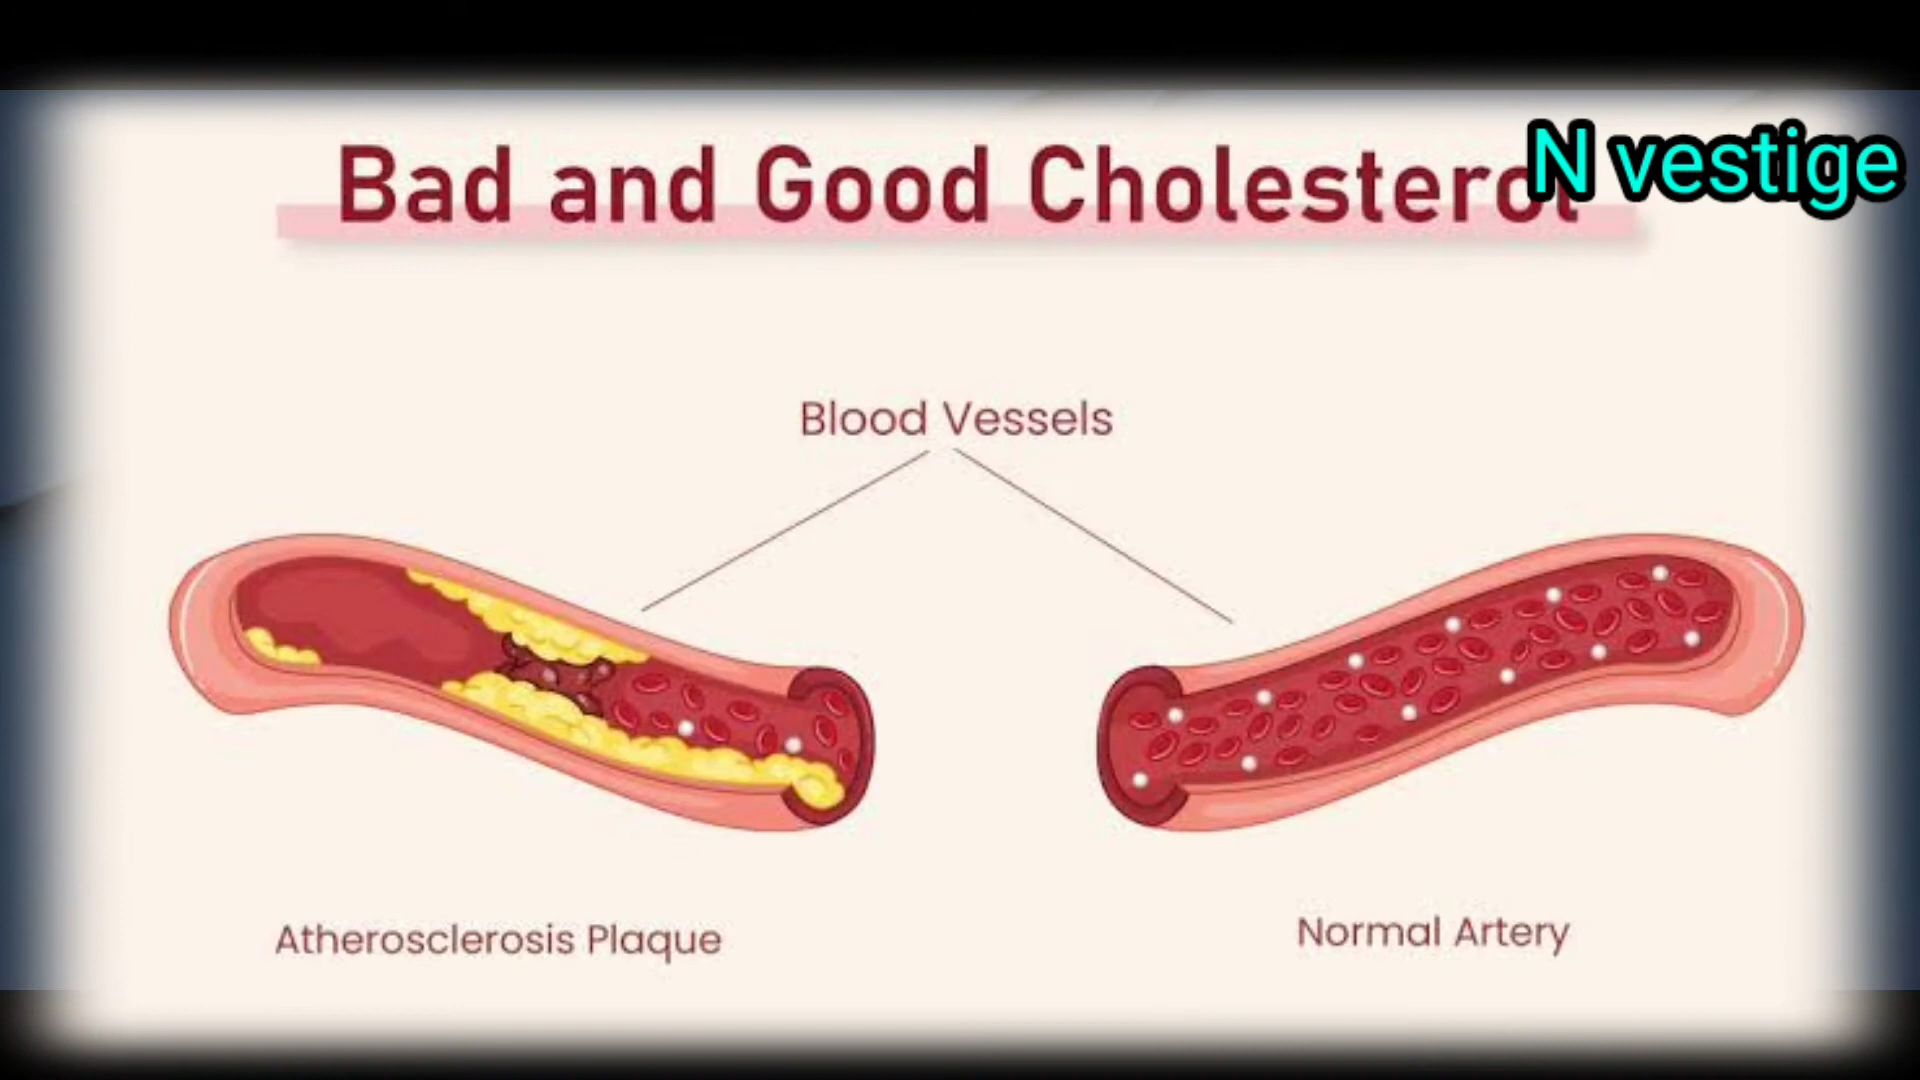 Bad and Good Cholesterol
N vestige
Blood Vessels
Atherosclerosis Plaque
Normal Artery